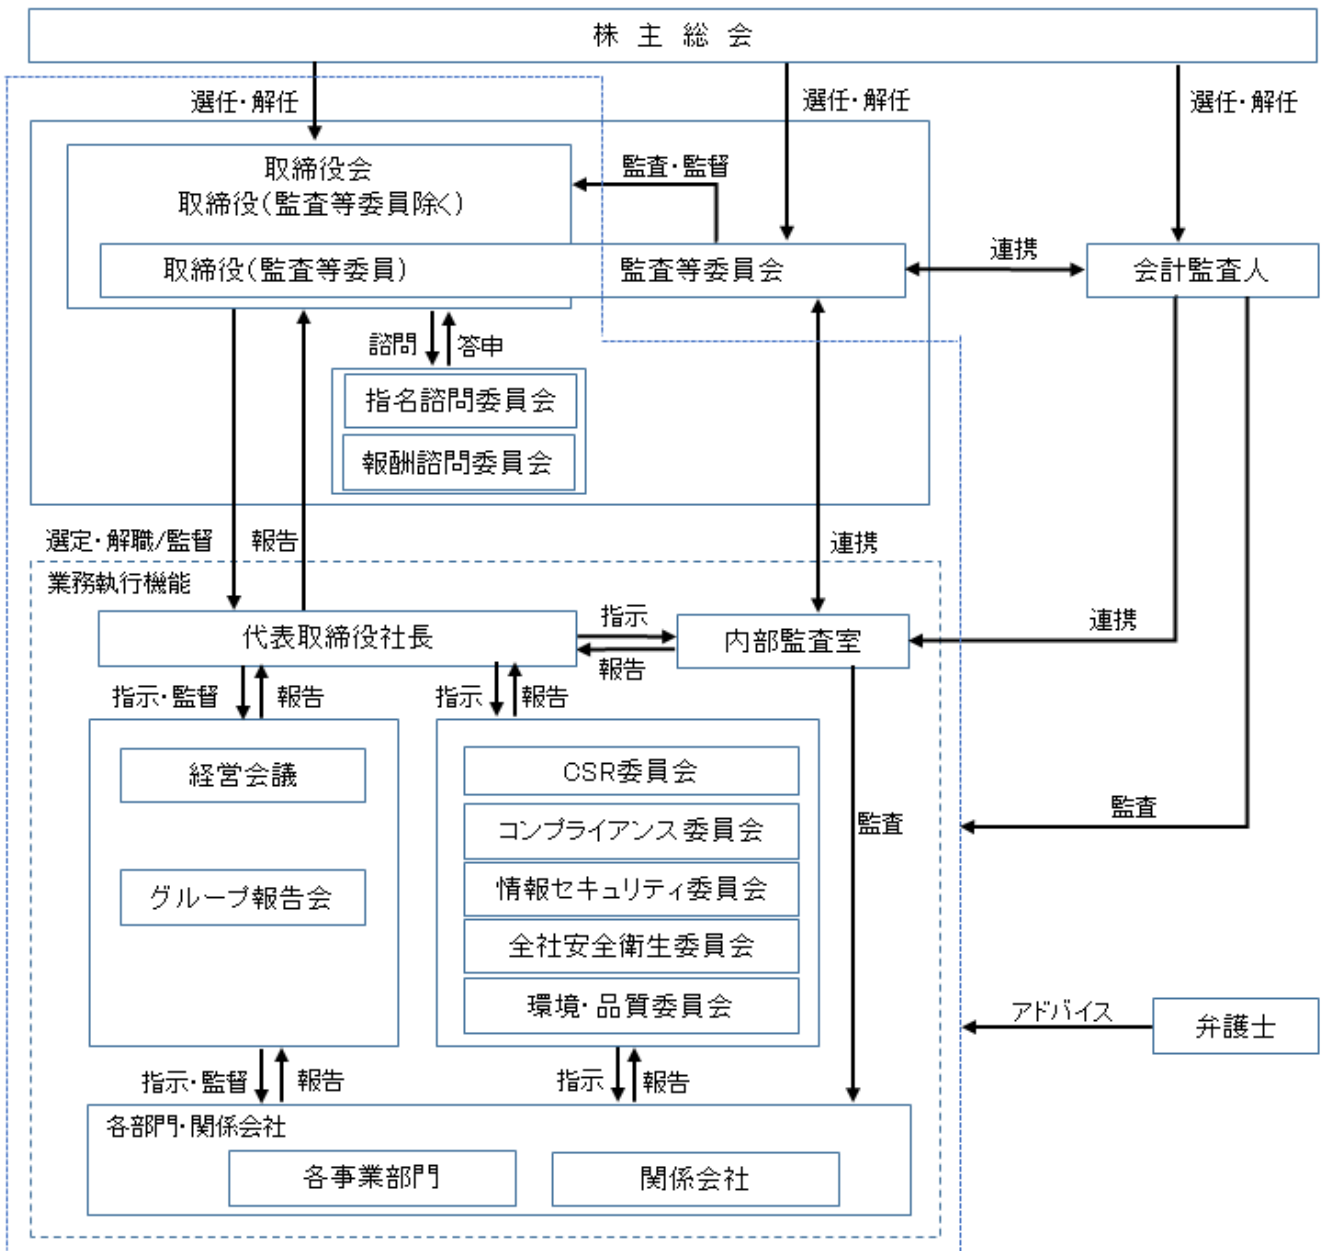 株主総会
選任・解任
選任・解任
選任・解任
取締役会
取締役(監査等委員除く)
監査・監督
取締役(監査等委員)
監査等委員会
連携
会計監査人
諮問
答申
指名諮問委員会
報酬諮問委員会
選定・解職/監督
報告
連携
業務執行機能
代表取締役社長
指示
報告
内部監査室
連携
指示・監督
報告
指示
報告
経営会議
グループ報告会
CSR委員会
コンプライアンス委員会
情報セキュリティ委員会
全社安全衛生委員会
環境・品質委員会
監査
監査
アドバイス
弁護士
指示・監督
報告
指示
報告
各部門・関係会社
各事業部門
関係会社